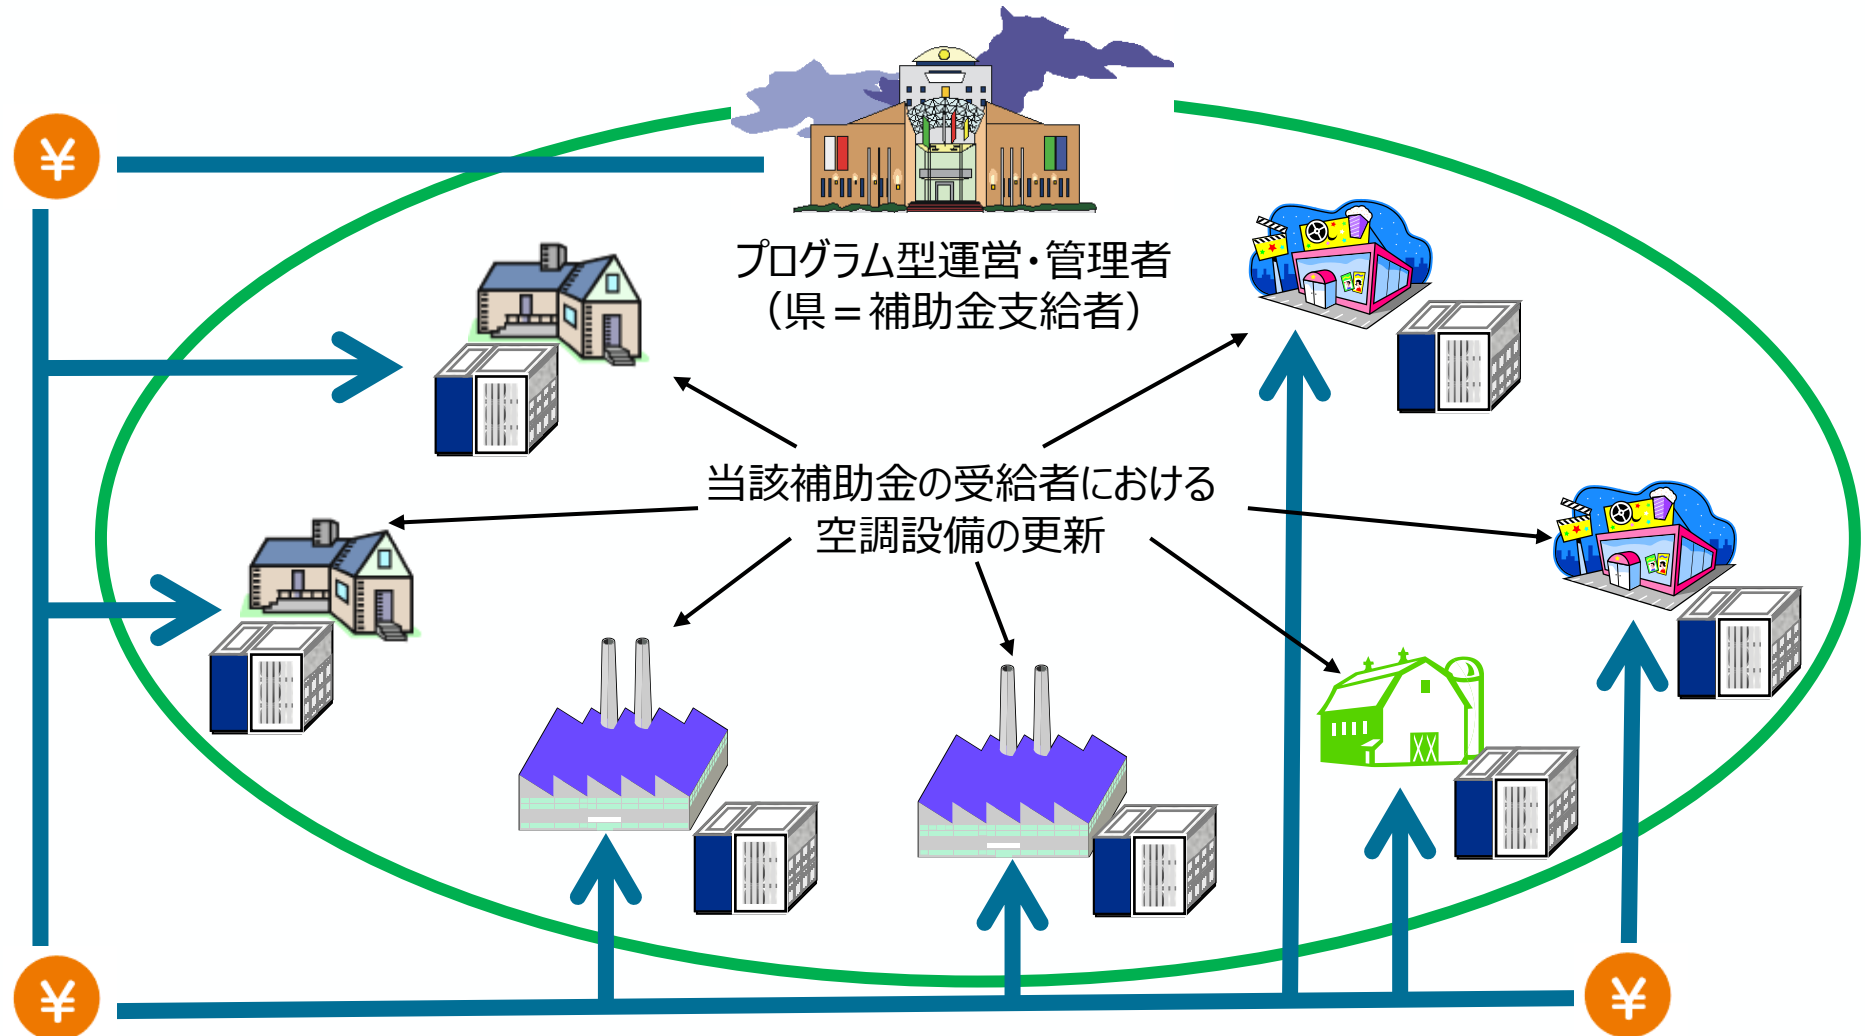 ¥
プログラム型運営・管理者
（県＝補助金支給者）
当該補助金の受給者における
空調設備の更新
¥
¥